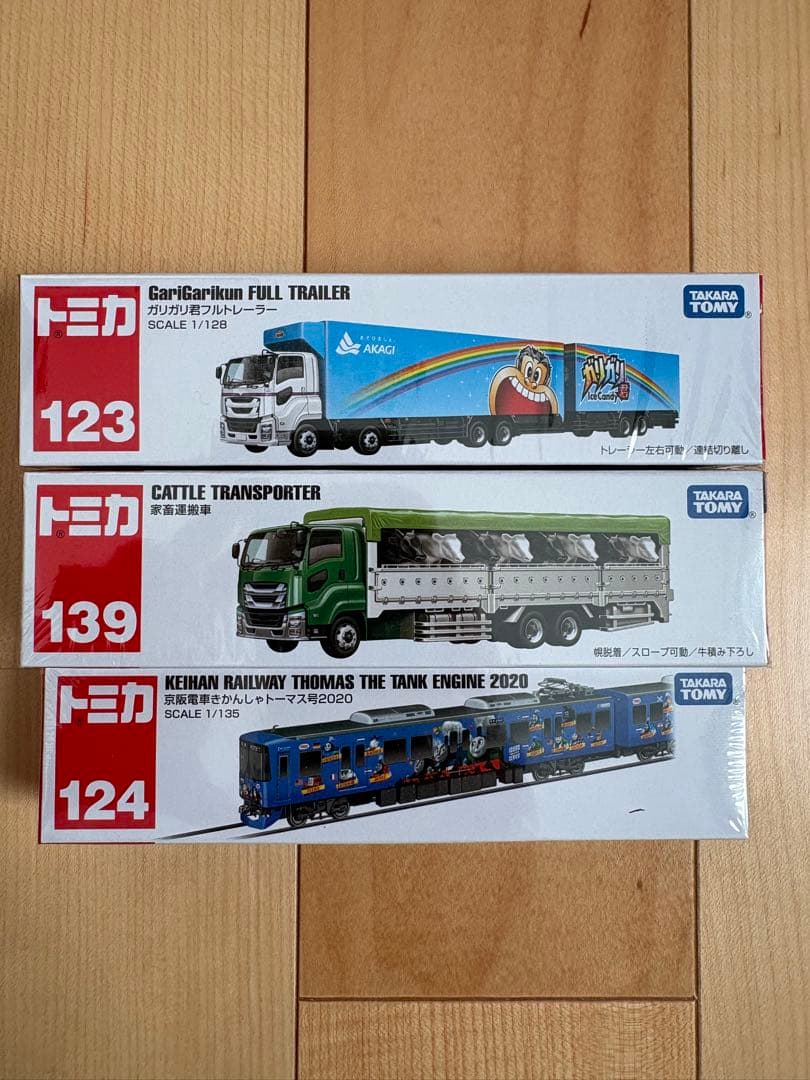 トミカ
123
GariGarikun FULL TRAILER
ガリガリ君フルトレーラー
SCALE 1/128
TAKARA TOMY
AKAGI
ガリガリ君
Ice Candy
トレーラー左右可動／連結切り離し
トミカ
139
CATTLE TRANSPORTER
家畜運搬車
TAKARA TOMY
幌脱着／スロープ可動／牛積み下ろし
トミカ
124
KEIHAN RAILWAY THOMAS THE TANK ENGINE 2020
京阪電車きかんしゃトーマス号2020
SCALE 1/135
TAKARA TOMY